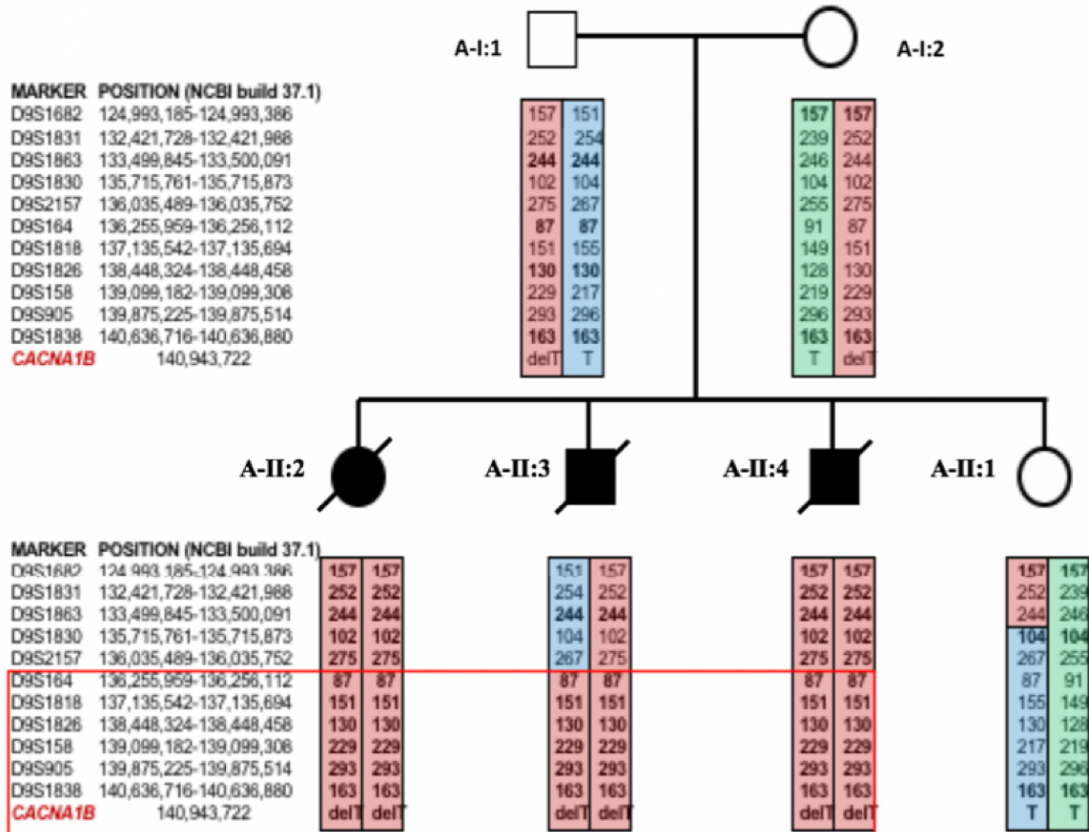 A-I:1 A-I:2
MARKER POSITION (NCBI build 37.1)
D9S1682 124,993,185-124,993,386 157 151 157 157
D9S1831 132,421,728-132,421,988 252 254 239 252
D9S1863 133,499,845-133,500,091 244 244 246 244
D9S1830 135,715,761-135,715,873 102 104 104 102
D9S2157 136,035,489-136,035,752 275 267 255 275
D9S164 136,255,959-136,256,112 87 87 91 87
D9S1818 137,135,542-137,135,694 151 155 149 151
D9S1826 138,448,324-138,448,458 130 130 128 130
D9S158 139,099,182-139,099,308 229 217 219 229
D9S905 139,875,225-139,875,514 293 296 296 293
D9S1838 140,636,716-140,636,880 163 163 163 163
CACNA1B 140,943,722 delT T T delT
A-II:2 A-II:3 A-II:4 A-II:1
MARKER POSITION (NCBI build 37.1)
D9S1682 124,993,185-124,993,386 157 157 151 157 157 157 157 157
D9S1831 132,421,728-132,421,988 252 252 254 252 252 252 252 239
D9S1863 133,499,845-133,500,091 244 244 244 244 244 244 244 246
D9S1830 135,715,761-135,715,873 102 102 104 102 102 102 104 104
D9S2157 136,035,489-136,035,752 275 275 267 275 275 275 267 255
D9S164 136,255,959-136,256,112 87 87 87 87 87 87 87 91
D9S1818 137,135,542-137,135,694 151 151 151 151 151 151 155 149
D9S1826 138,448,324-138,448,458 130 130 130 130 130 130 130 128
D9S158 139,099,182-139,099,308 229 229 229 229 229 229 217 219
D9S905 139,875,225-139,875,514 293 293 293 293 293 293 293 296
D9S1838 140,636,716-140,636,880 163 163 163 163 163 163 163 163
CACNA1B 140,943,722 delT delT delT delT delT delT T T